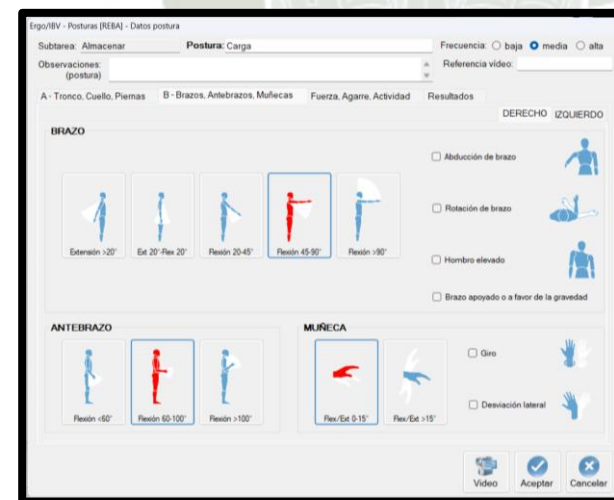 Ergo/IBV - Posturas [REBA] - Datos postura
Subtarea: Almacenar Postura: Carga Frecuencia: baja media alta
Observaciones: (postura) Referencia vídeo:
A - Tronco, Cuello, Piernas B - Brazos, Antebrazos, Muñecas Fuerza, Agarre, Actividad Resultados
DERECHO IZQUIERDO
BRAZO
Abducción de brazo
Rotación de brazo
Extensión >20° Ext 20°-Flex 20° Flexión 20-45° Flexión 45-90° Flexión >90°
Hombro elevado
Brazo apoyado o a favor de la gravedad
ANTEBRAZO MUÑECA
Giro
Desviación lateral
Flexión <60° Flexión 60-100° Flexión >100° Flex/Ext 0-15° Flex/Ext >15°
Video Aceptar Cancelar